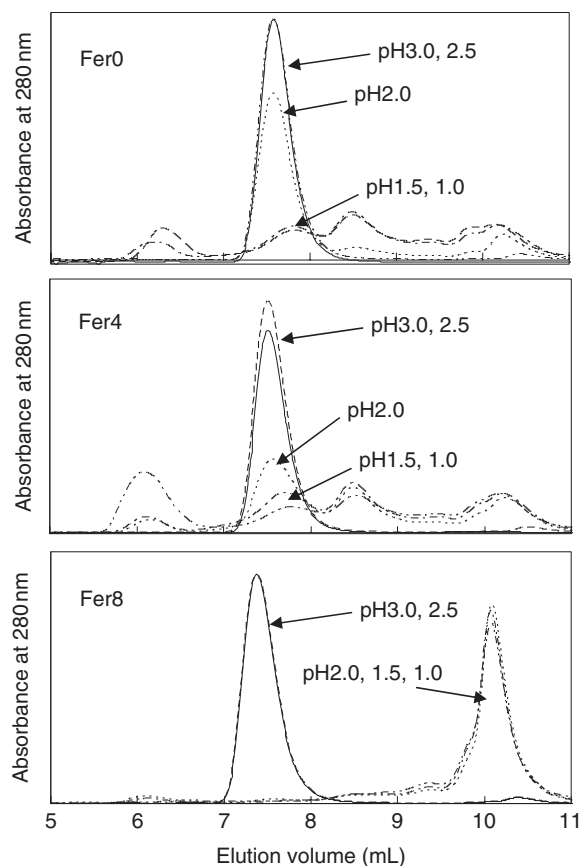 Absorbance at 280 nm
Fer0
pH3.0, 2.5
pH2.0
pH1.5, 1.0
Absorbance at 280 nm
Fer4
pH3.0, 2.5
pH2.0
pH1.5, 1.0
Absorbance at 280 nm
Fer8
pH3.0, 2.5
pH2.0, 1.5, 1.0
5 6 7 8 9 10 11
Elution volume (mL)